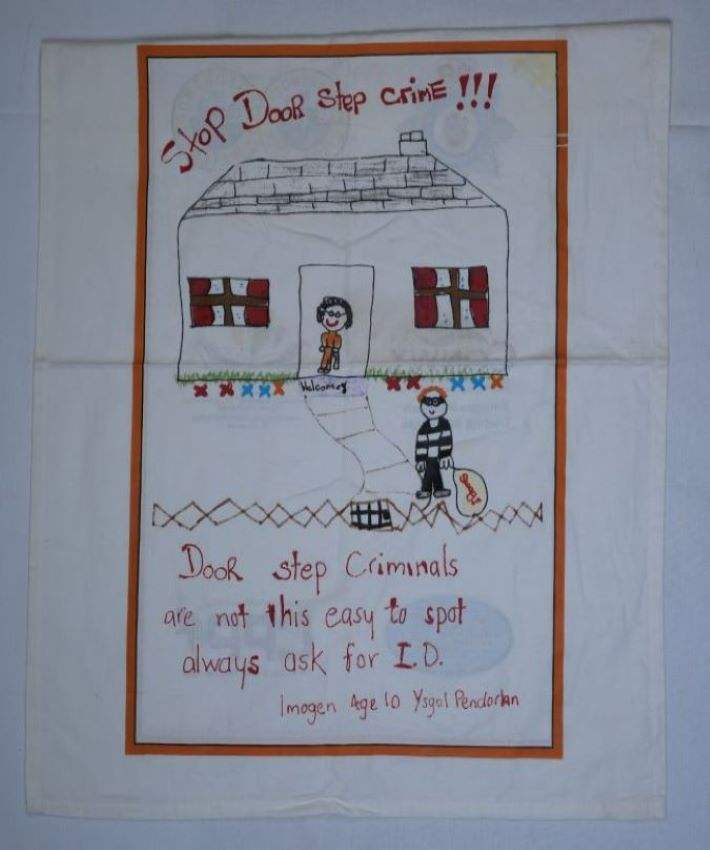 Stop Door step crime !!!
Welcome
Door step Criminals
are not this easy to spot
always ask for I.D.
Imogen Age 10 Ysgol Pendorlan